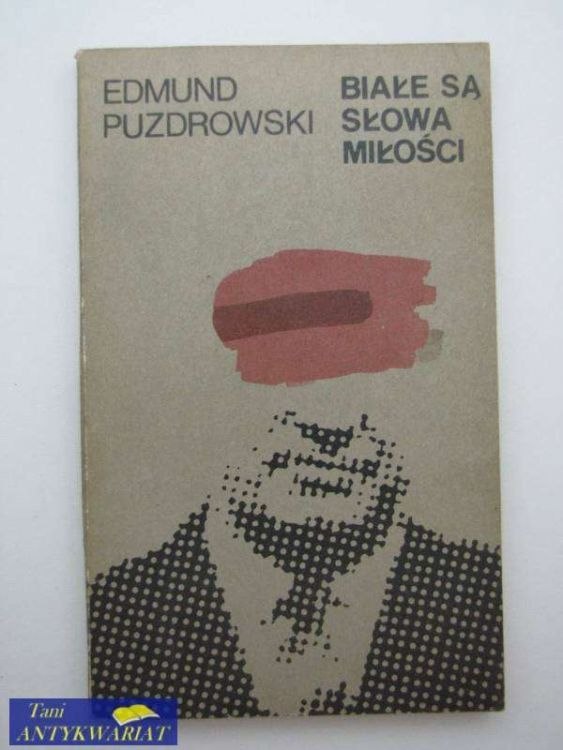 EDMUND
PUZDROWSKI
BIAŁE SĄ
SŁOWA
MIŁOŚCI
Tani
ANTYKWARIAT